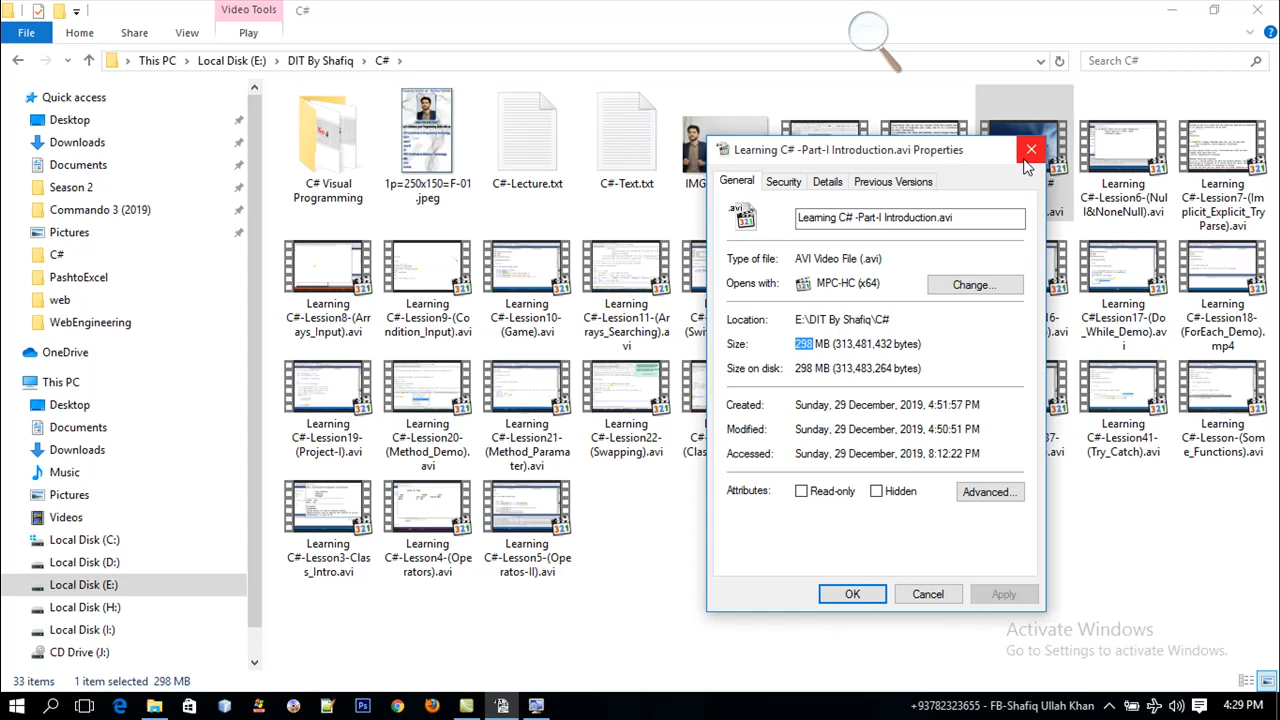 Video Tools
C#
File
Home
Share
View
Play
This PC
Local Disk (E:)
DIT By Shafiq
C#
Search C#
Quick access
Desktop
Downloads
Documents
Season 2
Commando 3 (2019)
Pictures
C#
PashtoExcel
web
WebEngineering
OneDrive
This PC
Desktop
Documents
Downloads
Music
Pictures
Videos
Local Disk (C:)
Local Disk (D:)
Local Disk (E:)
Local Disk (H:)
Local Disk (I:)
CD Drive (J:)
C# Visual
Programming
1p=250x150=F-01
.jpeg
C#-Lecture.txt
C#-Text.txt
IM
Learning
C#-Lession6-(Nul
l&NoneNull).avi
Learning
C#-Lession7-(Im
plicit_Explicit_Try
Parse).avi
Learning
C#-Lession8-(Arr
ays_Input).avi
Learning
C#-Lession9-(Co
ndition_Input).avi
Learning
C#-Lession10-
(Game).avi
Learning
C#-Lession11-(Ar
rays_Searching).a
vi
Learning
C#-Lession17-(Do
_While_Demo).av
i
Learning
C#-Lession18-
(ForEach_Demo).
mp4
Learning
C#-Lession19-
(Project-I).avi
Learning
C#-Lession20-
(Method_Demo).
avi
Learning
C#-Lession21-
(Method_Parama
ter).avi
Learning
C#-Lession22-
(Swapping).avi
Learning
C#-Lession41-
(Try_Catch).avi
Learning
C#-Lesson-(Som
e_Functions).avi
Learning
C#-Lesson3-Clas
s_Intro.avi
Learning
C#-Lesson4-(Ope
rators).avi
Learning
C#-Lesson5-(Ope
ratos-II).avi
Learning C# -Part-I Introduction.avi Properties
General
Security
Details
Previous Versions
.avi
Learning C# -Part-I Introduction.avi
Type of file: AVI Video File (.avi)
Opens with: MPC-HC (x64)
Change...
Location: E:\DIT By Shafiq\C#
Size: 298 MB (313,481,432 bytes)
Size on disk: 298 MB (313,483,264 bytes)
Created: Sunday, 29 December, 2019, 4:51:57 PM
Modified: Sunday, 29 December, 2019, 4:50:51 PM
Accessed: Sunday, 29 December, 2019, 8:12:22 PM
Attributes: Read-only Hidden
Advanced...
OK
Cancel
Apply
Activate Windows
Go to Settings to activate Windows.
33 items 1 item selected 298 MB
+93782323655 - FB-Shafiq Ullah Khan
4:29 PM